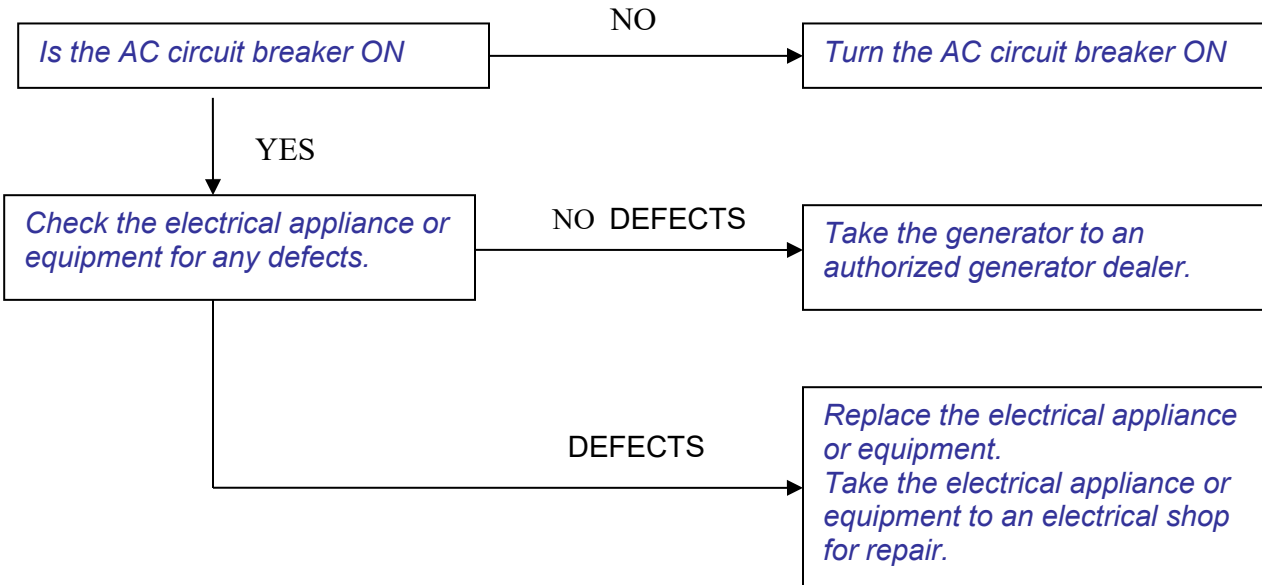 NO
Is the AC circuit breaker ON
Turn the AC circuit breaker ON
YES
Check the electrical appliance or
equipment for any defects.
NO DEFECTS
Take the generator to an
authorized generator dealer.
DEFECTS
Replace the electrical appliance
or equipment.
Take the electrical appliance or
equipment to an electrical shop
for repair.